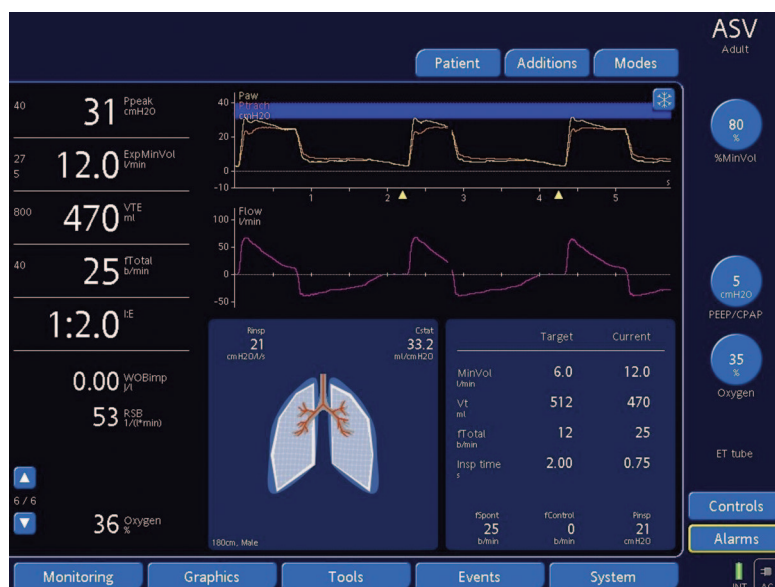 ASV
Adult
Patient
Additions
Modes
40
31
Ppeak
cmH2O
27
5
12.0
ExpMinVol
l/min
800
470
VTE
ml
40
25
fTotal
b/min
1:2.0
I:E
0.00
WOBimp
J/l
53
RSB
1/(l*min)
6 / 6
36
Oxygen
%
Paw
Ptrach
cmH2O
40
20
0
-10
1
2
3
4
5
s
Flow
l/min
100
50
0
-50
Rinsp
21
cmH2O/l/s
Cstat
33.2
ml/cmH2O
180cm, Male
Target Current
MinVol 6.0 12.0
l/min
Vt 512 470
ml
fTotal 12 25
b/min
Insp time 2.00 0.75
s
fSpont fControl Pinsp
25 0 21
b/min b/min cmH2O
80
%
%MinVol
5
cmH2O
PEEP/CPAP
35
%
Oxygen
ET tube
Controls
Alarms
Monitoring
Graphics
Tools
Events
System
INT
AC